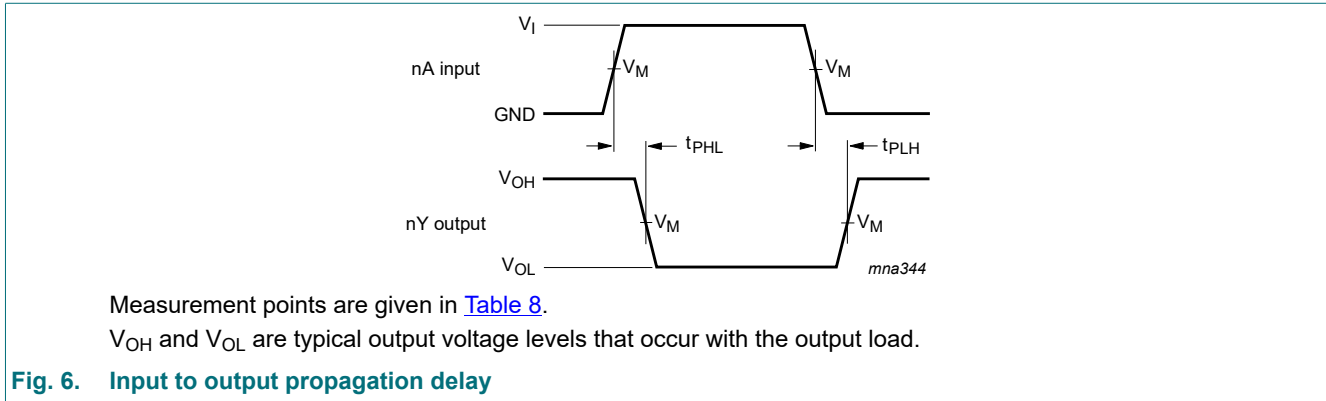 V_I
nA input
V_M
V_M
GND
t_PHL
t_PLH
V_OH
nY output
V_M
V_M
V_OL
mna344
Measurement points are given in Table 8.
V_OH and V_OL are typical output voltage levels that occur with the output load.
Fig. 6. Input to output propagation delay